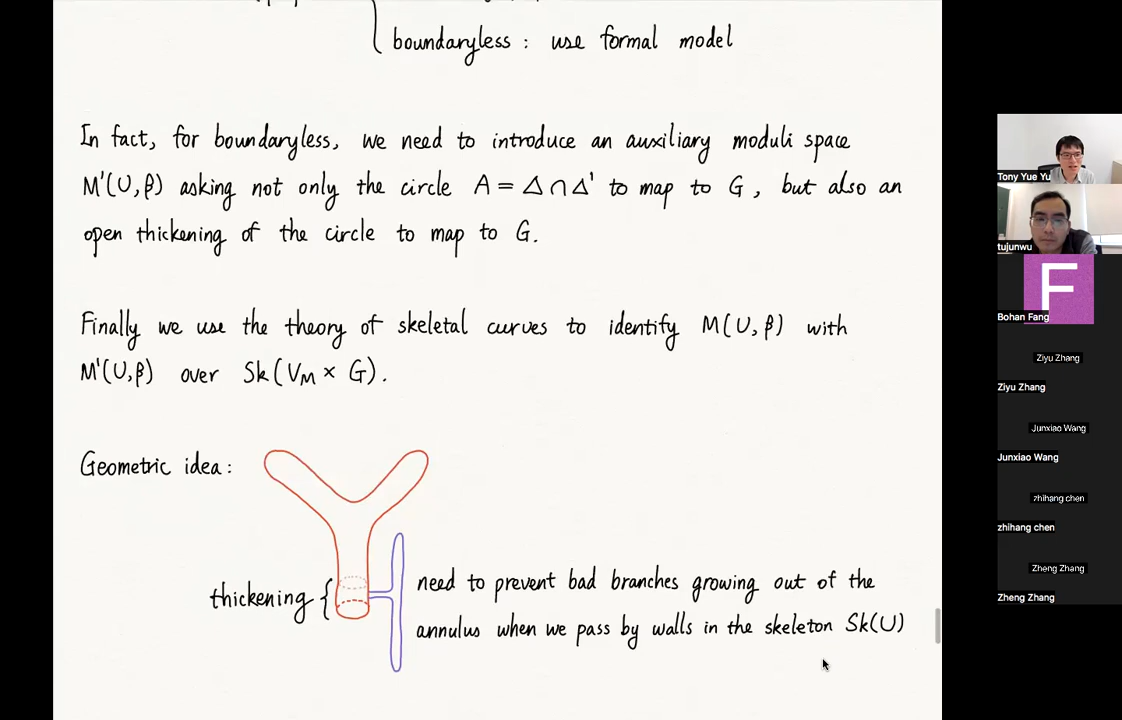 boundaryless : use formal model
In fact, for boundaryless, we need to introduce an auxiliary moduli space
M'(U,β) asking not only the circle A = Δ ∩ Δ' to map to G, but also an
open thickening of the circle to map to G.
Finally we use the theory of skeletal curves to identify M(U,β) with
M'(U,β) over Sk(V_M × G).
Geometric idea :
thickening {
need to prevent bad branches growing out of the
annulus when we pass by walls in the skeleton Sk(U)
Tony Yue Yu
tujunwu
F
Bohan Fang
Ziyu Zhang
Ziyu Zhang
Junxiao Wang
Junxiao Wang
zhihang chen
zhihang chen
Zheng Zhang
Zheng Zhang